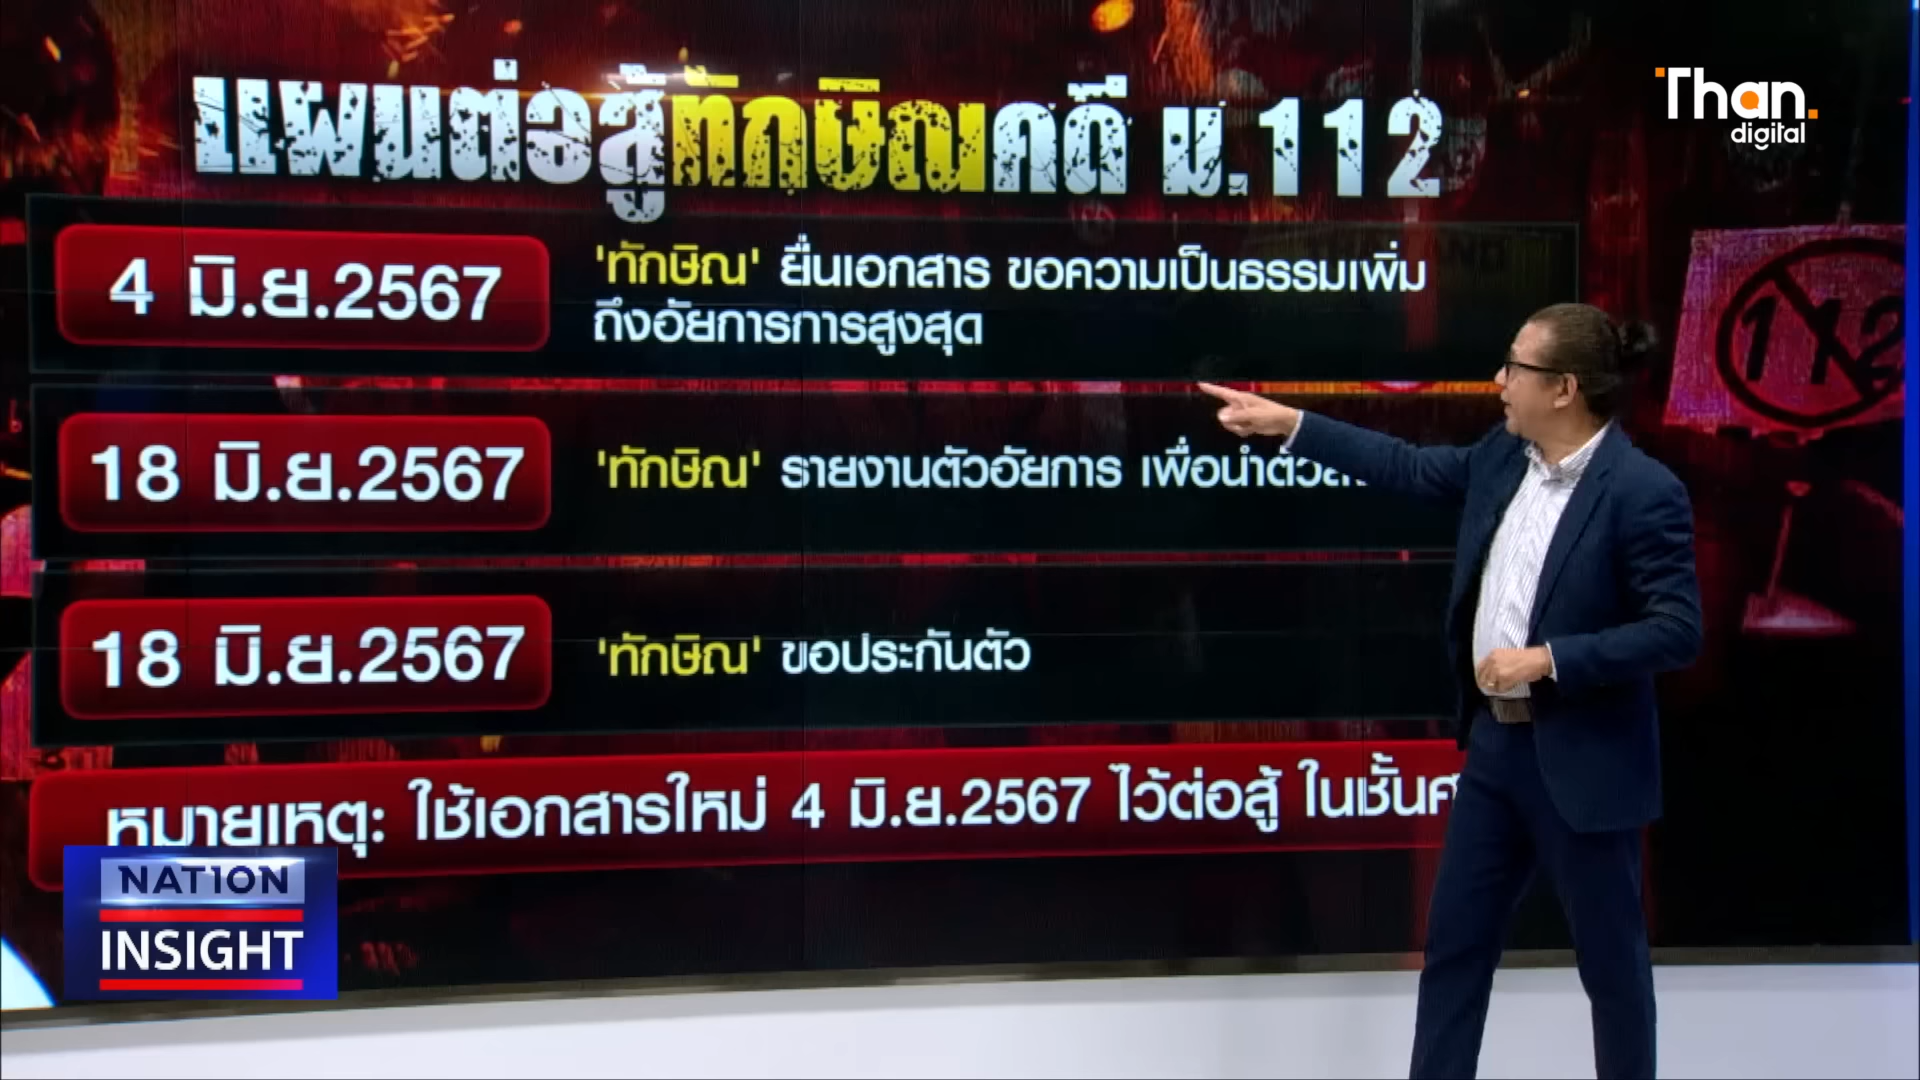 แผนต่อสู้ทักษิณคดี ม.112
Than.
digital
4 มิ.ย.2567
'ทักษิณ' ยื่นเอกสาร ขอความเป็นธรรมเพิ่ม
ถึงอัยการการสูงสุด
112
18 มิ.ย.2567
'ทักษิณ' รายงานตัวอัยการ เพื่อนำตัว
18 มิ.ย.2567
'ทักษิณ' ขอประกันตัว
หมายเหตุ: ใช้เอกสารใหม่ 4 มิ.ย.2567 ไว้ต่อสู้ ในชั้น
NATION
INSIGHT